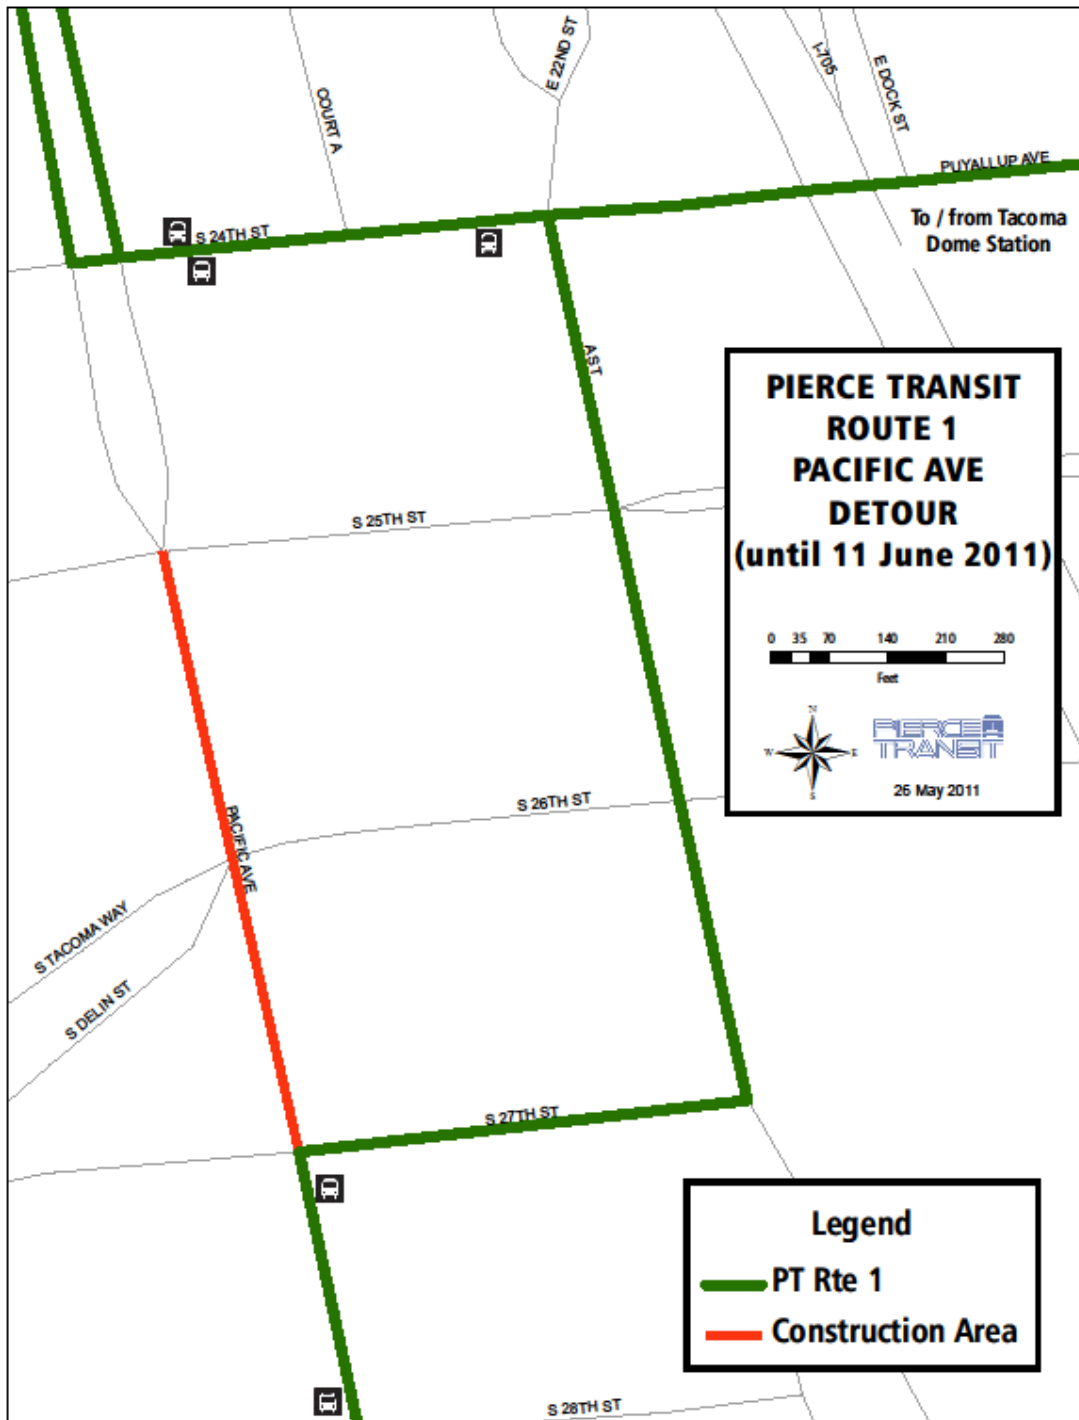 E 22ND ST
I-705
E DOCK ST
COURT A
PUYALLUP AVE
S 24TH ST
To / from Tacoma
Dome Station
A ST
PIERCE TRANSIT
ROUTE 1
PACIFIC AVE
DETOUR
(until 11 June 2011)
S 25TH ST
0 35 70 140 210 280
Feet
N
W E
S
PIERCE
TRANSIT
26 May 2011
S 26TH ST
PACIFIC AVE
S TACOMA WAY
S DELIN ST
S 27TH ST
Legend
PT Rte 1
Construction Area
S 28TH ST